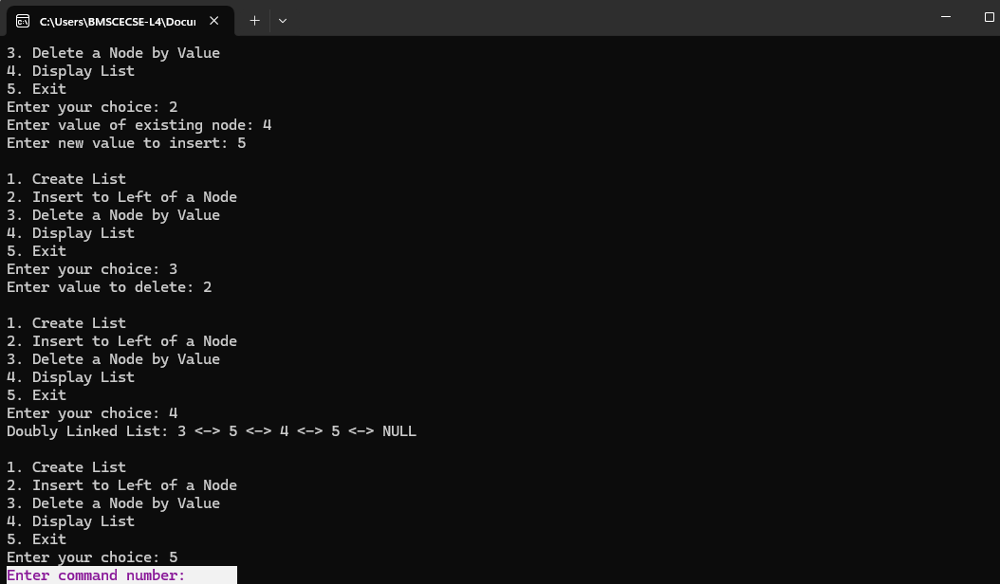 C:\Users\BMSCECSE-L4\Docur
3. Delete a Node by Value
4. Display List
5. Exit
Enter your choice: 2
Enter value of existing node: 4
Enter new value to insert: 5
1. Create List
2. Insert to Left of a Node
3. Delete a Node by Value
4. Display List
5. Exit
Enter your choice: 3
Enter value to delete: 2
1. Create List
2. Insert to Left of a Node
3. Delete a Node by Value
4. Display List
5. Exit
Enter your choice: 4
Doubly Linked List: 3 <-> 5 <-> 4 <-> 5 <-> NULL
1. Create List
2. Insert to Left of a Node
3. Delete a Node by Value
4. Display List
5. Exit
Enter your choice: 5
Enter command number: